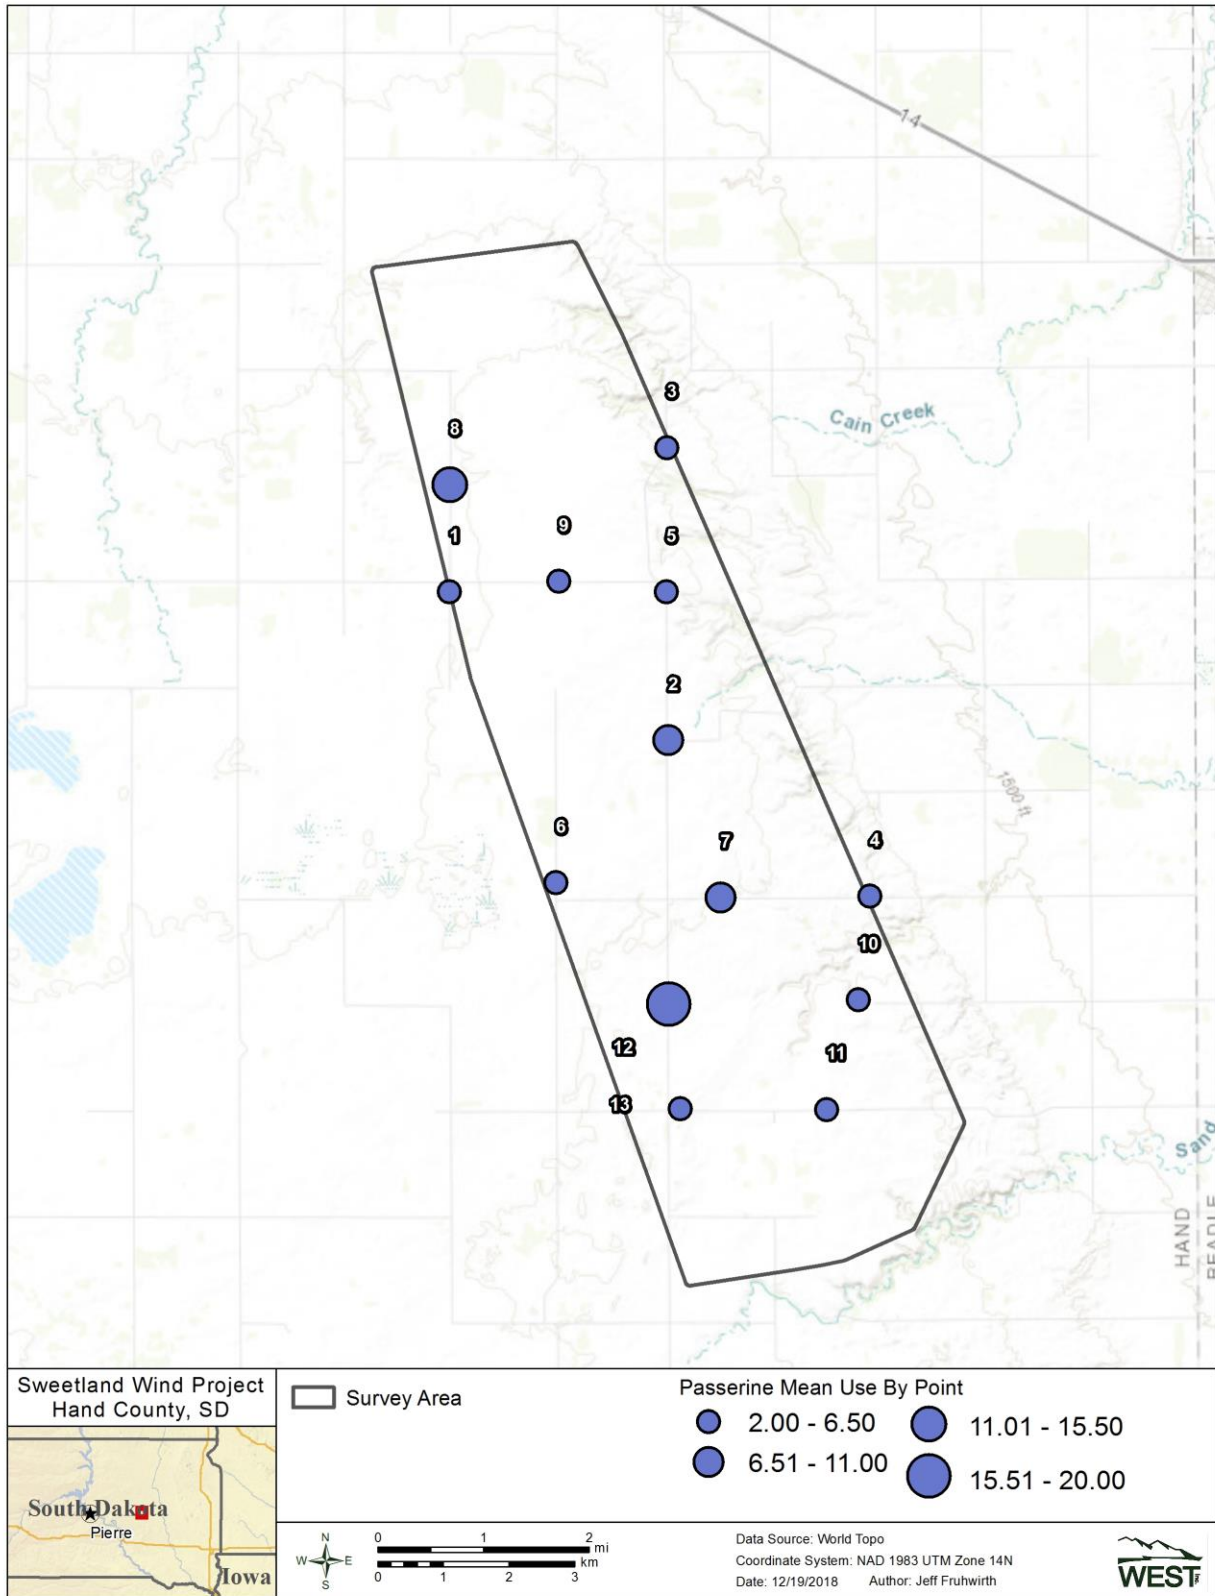 14
3
Cain Creek
8
9
1
5
2
1500 ft
6
7
4
10
12
11
13
Sand
HAND
BEADLE
Sweetland Wind Project
Hand County, SD
South Dakota
Pierre
Iowa
Survey Area
Passerine Mean Use By Point
2.00 - 6.50
11.01 - 15.50
6.51 - 11.00
15.51 - 20.00
N
W
E
S
0 1 2
mi
km
0 1 2 3
Data Source: World Topo
Coordinate System: NAD 1983 UTM Zone 14N
Date: 12/19/2018 Author: Jeff Fruhwirth
WEST